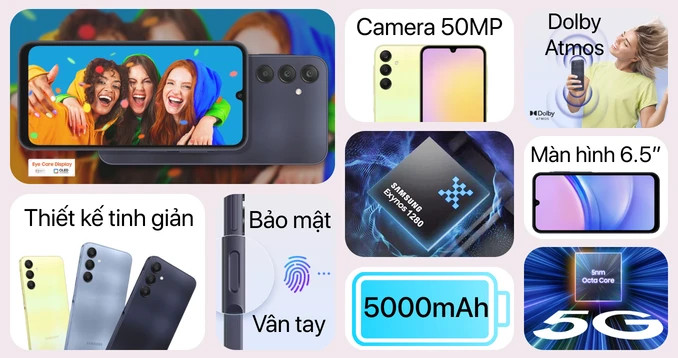 Eye Care Display
SGS
Camera 50MP
Dolby
Atmos
Dolby
ATMOS
SAMSUNG
Exynos 1280
Màn hình 6.5”
Thiết kế tinh giản
Bảo mật
Vân tay
5000mAh
5nm
Octa Core
5G